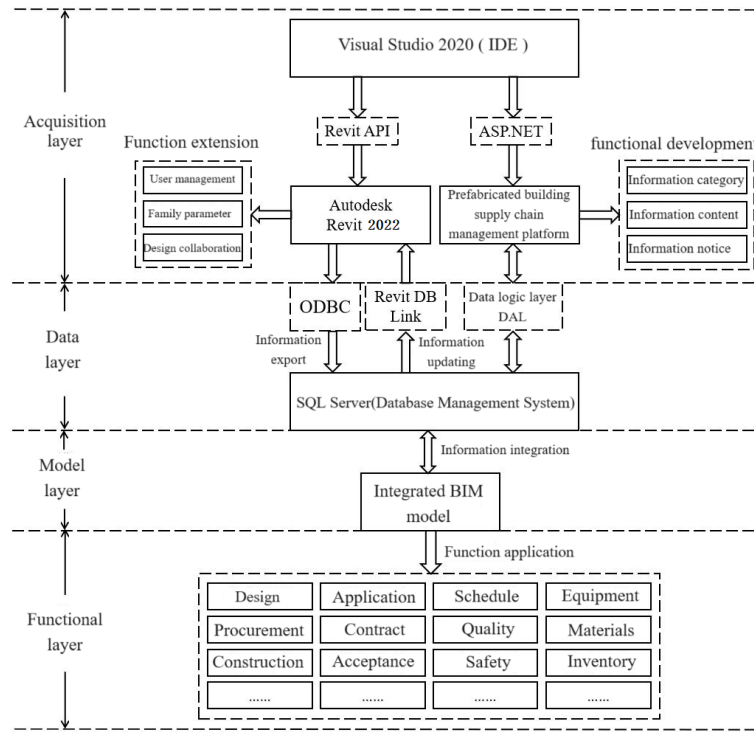 Visual Studio 2020 ( IDE )
Acquisition
layer
Revit API
ASP.NET
Function extension
User management
Family parameter
Design collaboration
Autodesk
Revit 2022
Prefabricated building
supply chain
management platform
functional development
Information category
Information content
Information notice
Data
layer
ODBC
Revit DB
Link
Data logic layer
DAL
Information
export
Information
updating
SQL Server(Database Management System)
Model
layer
Information integration
Integrated BIM
model
Functional
layer
Function application
Design
Application
Schedule
Equipment
Procurement
Contract
Quality
Materials
Construction
Acceptance
Safety
Inventory
......
......
......
......